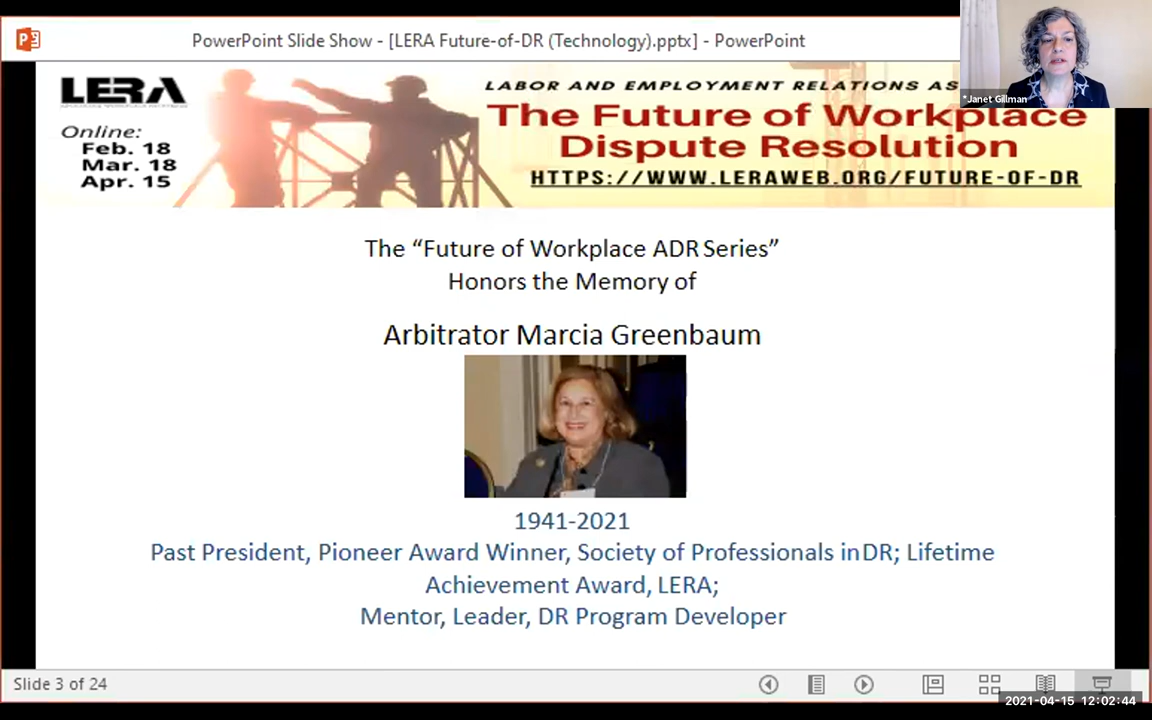 PowerPoint Slide Show - [LERA Future-of-DR (Technology).pptx] - PowerPoint
*Janet Gillman
LERA
Online:
Feb. 18
Mar. 18
Apr. 15
LABOR AND EMPLOYMENT RELATIONS AS
The Future of Workplace
Dispute Resolution
HTTPS://WWW.LERAWEB.ORG/FUTURE-OF-DR
The “Future of Workplace ADR Series”
Honors the Memory of
Arbitrator Marcia Greenbaum
1941-2021
Past President, Pioneer Award Winner, Society of Professionals in DR; Lifetime
Achievement Award, LERA;
Mentor, Leader, DR Program Developer
Slide 3 of 24
2021-04-15 12:02:44